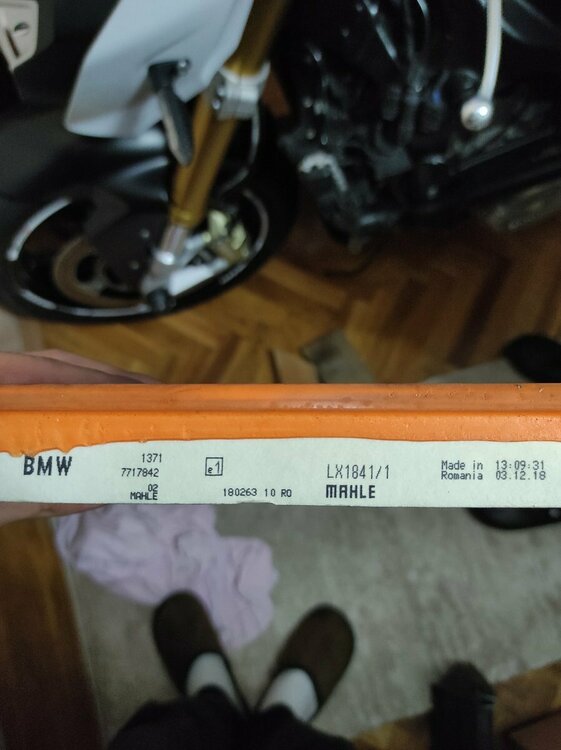 BMW
1371
7717842
02
MAHLE
e1
180263 10 RO
LX1841/1
MAHLE
Made in
Romania
13:09:31
03.12.18